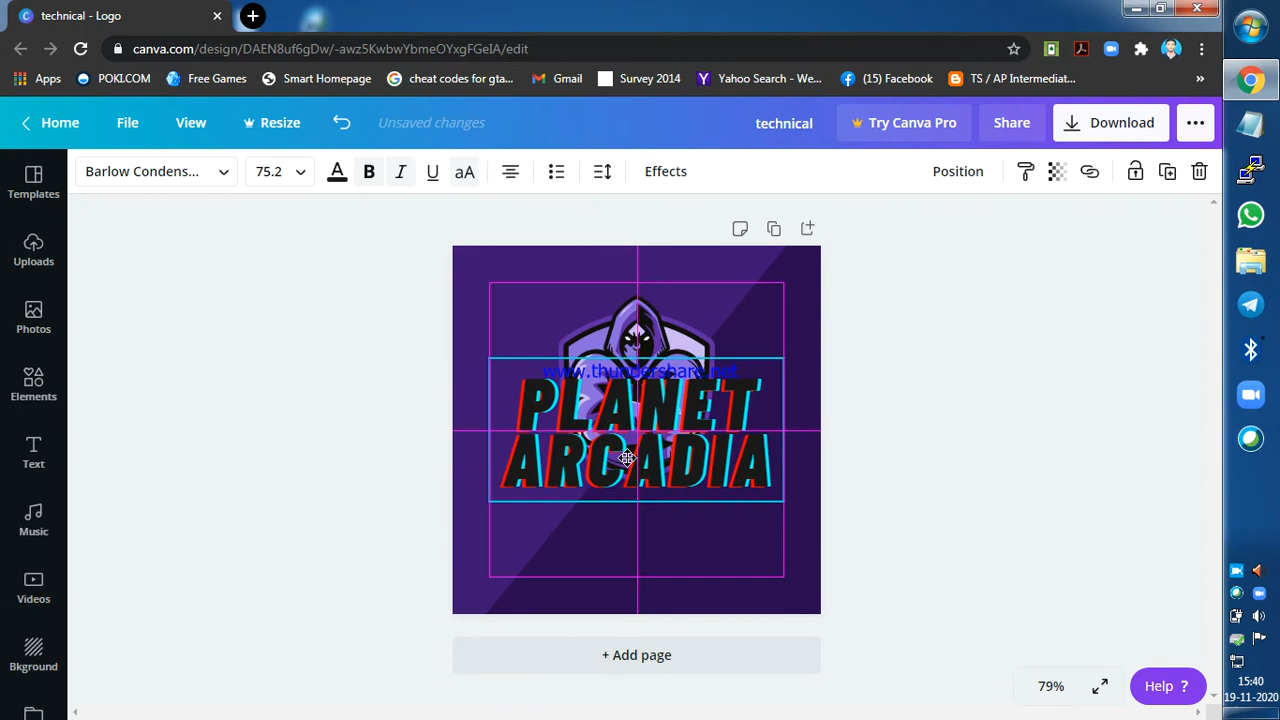 technical - Logo
canva.com/design/DAEN8uf6gDw/-awz5KwbwYbmeOYxgFGeIA/edit
Apps POKI.COM Free Games Smart Homepage cheat codes for gta... Gmail Survey 2014 Yahoo Search - We... (15) Facebook TS / AP Intermediat... »
Home File View Resize Unsaved changes technical Try Canva Pro Share Download
Barlow Condens... 75.2 A B I U aA Effects Position
Templates
Uploads
Photos
Elements
Text
Music
Videos
Bkground
www.thundershare.net
PLANET
ARCADIA
+ Add page
79% Help ?
15:40
19-11-2020